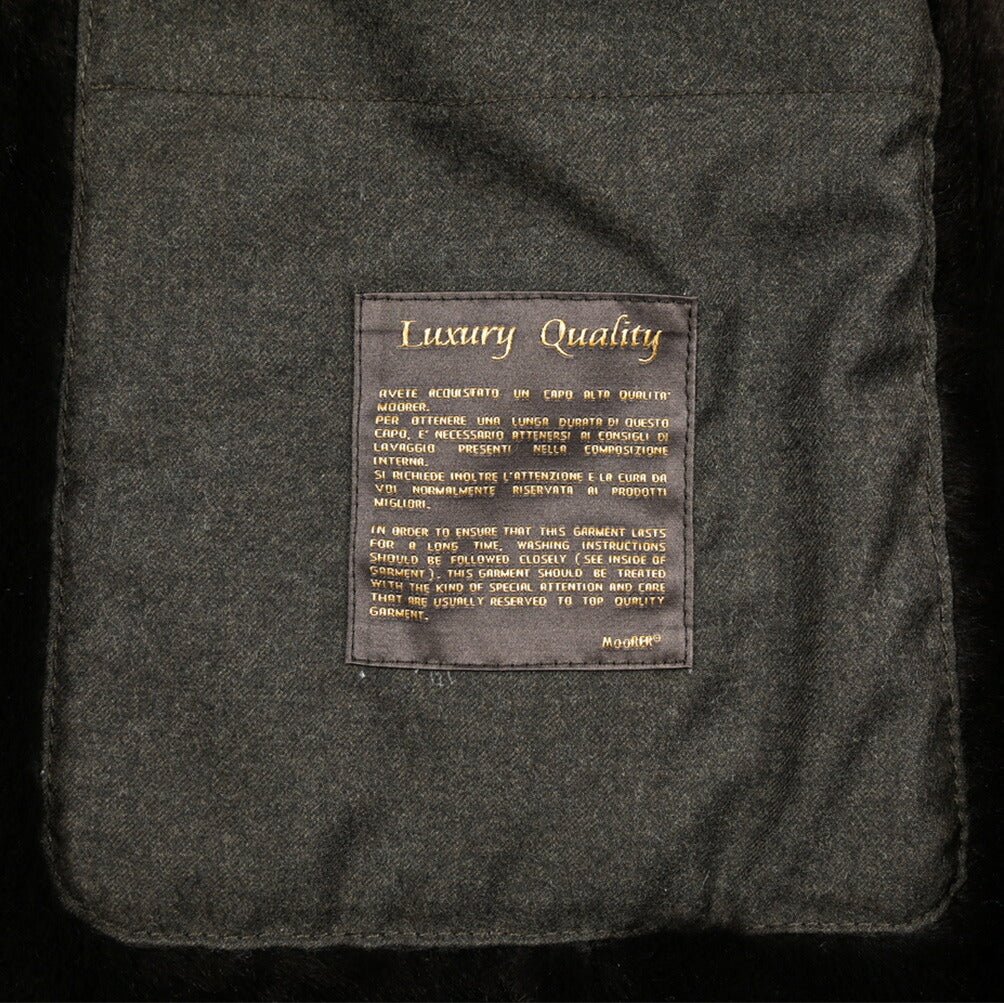 Luxury Quality
AVETE ACQUISTATO UN CAPO ALTA QUALITA'
MOORER.
PER OTTENERE UNA LUNGA DURATA DI QUESTO
CAPO, E' NECESSARIO ATTENERSI AI CONSIGLI DI
LAVAGGIO PRESENTI NELLA COMPOSIZIONE
INTERNA.
SI RICHIEDE INOLTRE L'ATTENZIONE E LA CURA DA
VOI NORMALMENTE RISERVATA AI PRODOTTI
MIGLIORI.
IN ORDER TO ENSURE THAT THIS GARMENT LASTS
FOR A LONG TIME, WASHING INSTRUCTIONS
SHOULD BE FOLLOWED CLOSELY (SEE INSIDE OF
GARMENT), THIS GARMENT SHOULD BE TREATED
WITH THE KIND OF SPECIAL ATTENTION AND CARE
THAT ARE USUALLY RESERVED TO TOP QUALITY
GARMENT.
MOORER®